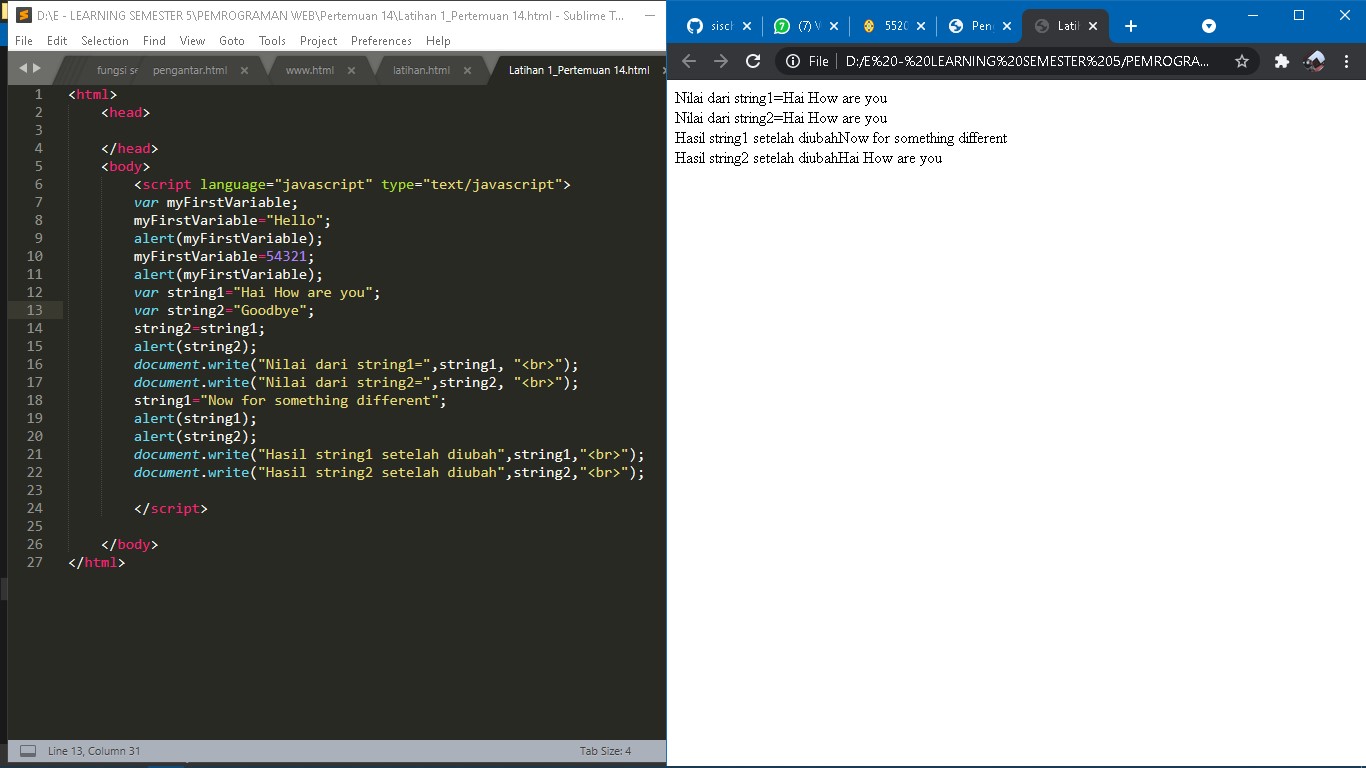 D:\E - LEARNING SEMESTER 5\PEMROGRAMAN WEB\Pertemuan 14\Latihan 1_Pertemuan 14.html - Sublime T...
File Edit Selection Find View Goto Tools Project Preferences Help
fungsi se pengantar.html www.html latihan.html Latihan 1_Pertemuan 14.html
1 <html>
2 <head>
3
4 </head>
5 <body>
6 <script language="javascript" type="text/javascript">
7 var myFirstVariable;
8 myFirstVariable="Hello";
9 alert(myFirstVariable);
10 myFirstVariable=54321;
11 alert(myFirstVariable);
12 var string1="Hai How are you";
13 var string2="Goodbye";
14 string2=string1;
15 alert(string2);
16 document.write("Nilai dari string1=",string1, "<br>");
17 document.write("Nilai dari string2=",string2, "<br>");
18 string1="Now for something different";
19 alert(string1);
20 alert(string2);
21 document.write("Hasil string1 setelah diubah",string1,"<br>");
22 document.write("Hasil string2 setelah diubah",string2,"<br>");
23
24 </script>
25
26 </body>
27 </html>
Line 13, Column 31 Tab Size: 4
sisch (7) V 5520 Pen Latih
File D:/E%20-%20LEARNING%20SEMESTER%205/PEMROGRA...
Nilai dari string1=Hai How are you
Nilai dari string2=Hai How are you
Hasil string1 setelah diubahNow for something different
Hasil string2 setelah diubahHai How are you